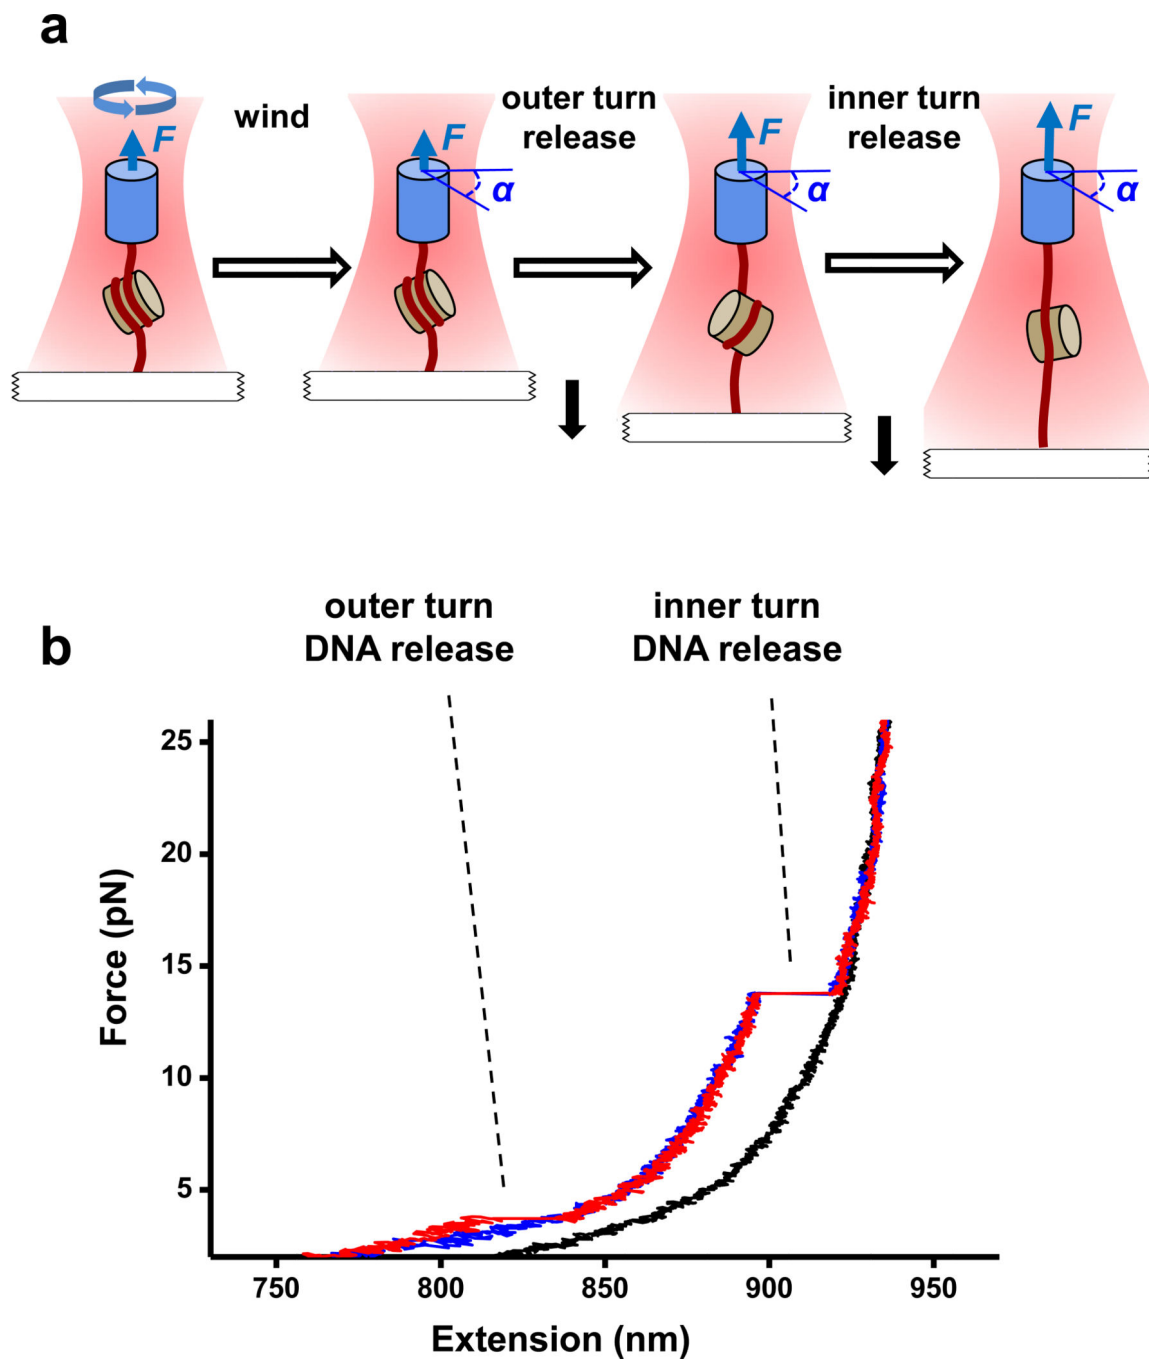 a
wind
outer turn
release
inner turn
release
F
F
α
F
α
F
α
b
outer turn
DNA release
inner turn
DNA release
Force (pN)
25
20
15
10
5
750
800
850
900
950
Extension (nm)